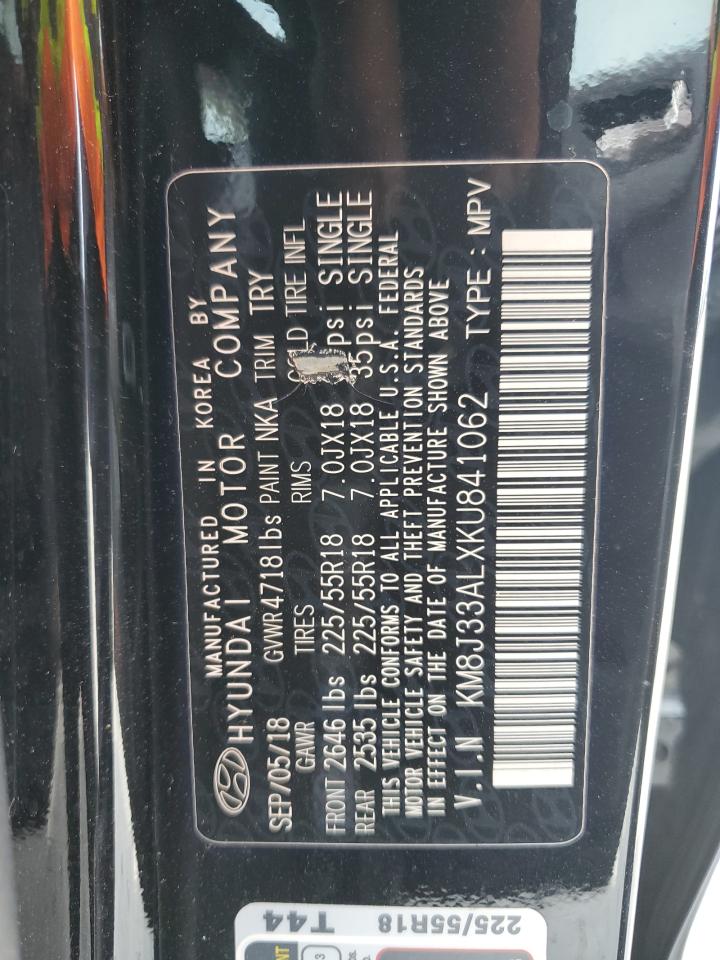 MANUFACTURED IN KOREA BY
HYUNDAI MOTOR COMPANY
SEP/05/18 GVWR 4718lbs PAINT NKA TRIM TRY
GAWR TIRES RIMS TIRE INFL
FRONT 2646 lbs 225/55R18 7.0JX18 psi SINGLE
REAR 2535 lbs 225/55R18 7.0JX18 35psi SINGLE
THIS VEHICLE CONFORMS TO ALL APPLICABLE U.S.A. FEDERAL
MOTOR VEHICLE SAFETY AND THEFT PREVENTION STANDARDS
IN EFFECT ON THE DATE OF MANUFACTURE SHOWN ABOVE
V.I.N KM8J33ALXKU841062 TYPE : MPV
T44
225/55R18